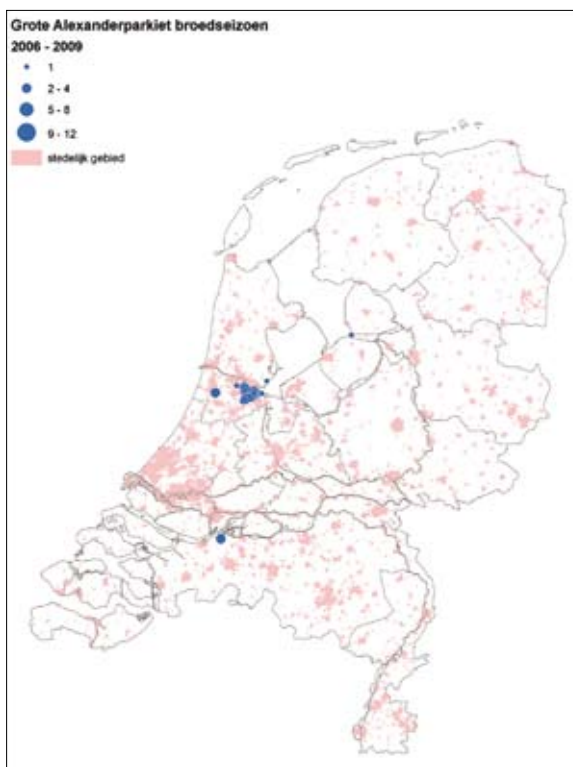 Grote Alexanderparkiet broedseizoen
2006 - 2009
1
2 - 4
5 - 8
9 - 12
stedelijk gebied